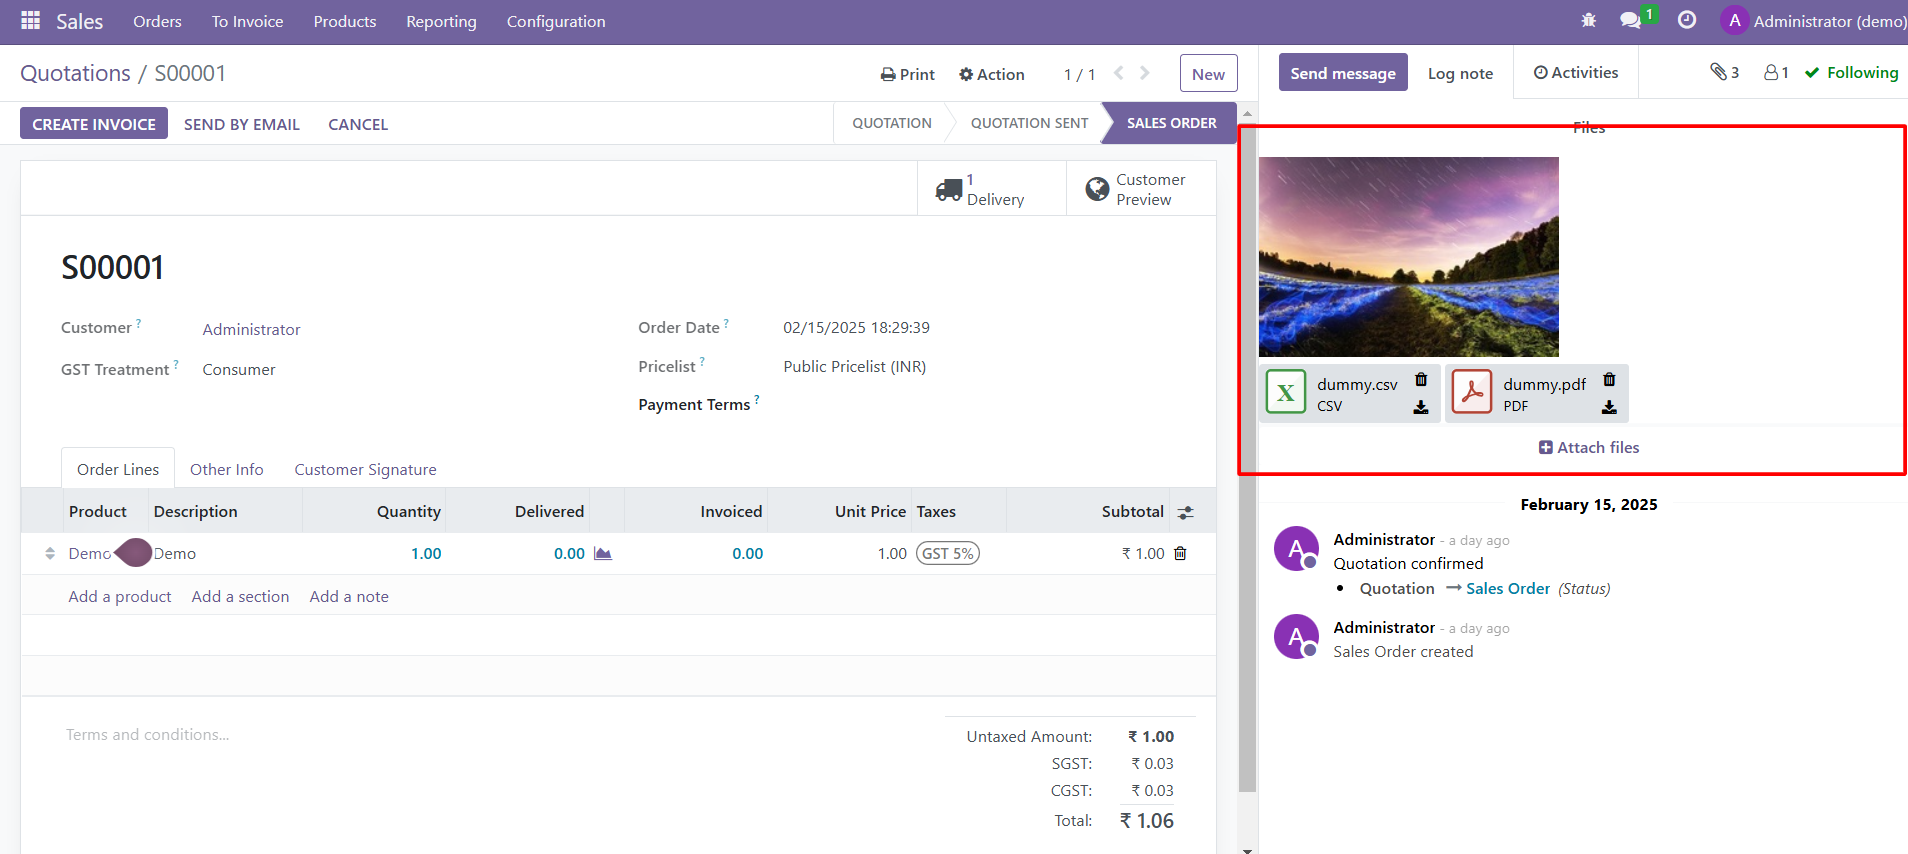 Sales Orders To Invoice Products Reporting Configuration 1 A Administrator (demo)
Quotations / S00001 Print Action 1 / 1 New Send message Log note Activities 3 1 Following
CREATE INVOICE SEND BY EMAIL CANCEL QUOTATION QUOTATION SENT SALES ORDER
Files
1
Delivery
Customer
Preview
S00001
Customer ? Administrator
Order Date ? 02/15/2025 18:29:39
GST Treatment ? Consumer
Pricelist ? Public Pricelist (INR)
Payment Terms ?
X dummy.csv
CSV
dummy.pdf
PDF
Attach files
Order Lines Other Info Customer Signature
Product Description Quantity Delivered Invoiced Unit Price Taxes Subtotal
Demo Demo 1.00 0.00 0.00 1.00 GST 5% ₹ 1.00
Add a product Add a section Add a note
Terms and conditions...
Untaxed Amount: ₹ 1.00
SGST: ₹ 0.03
CGST: ₹ 0.03
Total: ₹ 1.06
February 15, 2025
A Administrator - a day ago
Quotation confirmed
• Quotation → Sales Order (Status)
A Administrator - a day ago
Sales Order created